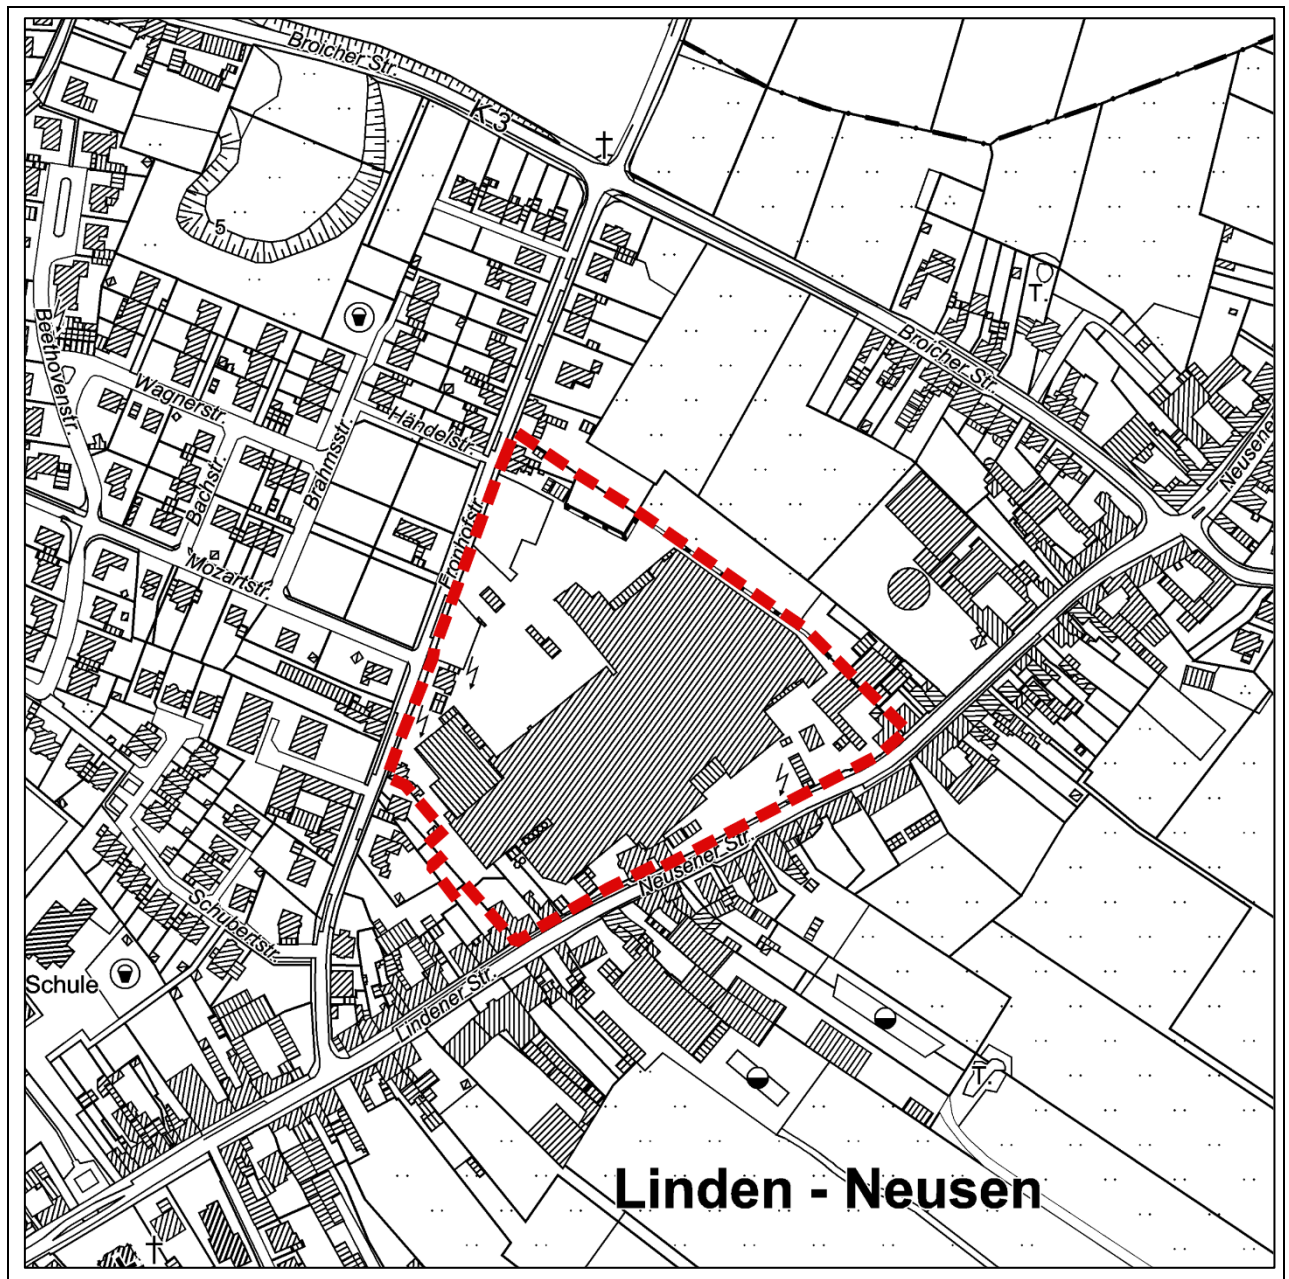 Broicher Str.
K 3
5
Beethovenstr.
Wagnerstr.
Händelstr.
Bachstr.
Brahmsstr.
Mozartstr.
Fronhofstr.
Broicher Str.
T.
Neusener
Neusener Str.
Schubertstr.
Schule
Lindener Str.
T.
Linden - Neusen